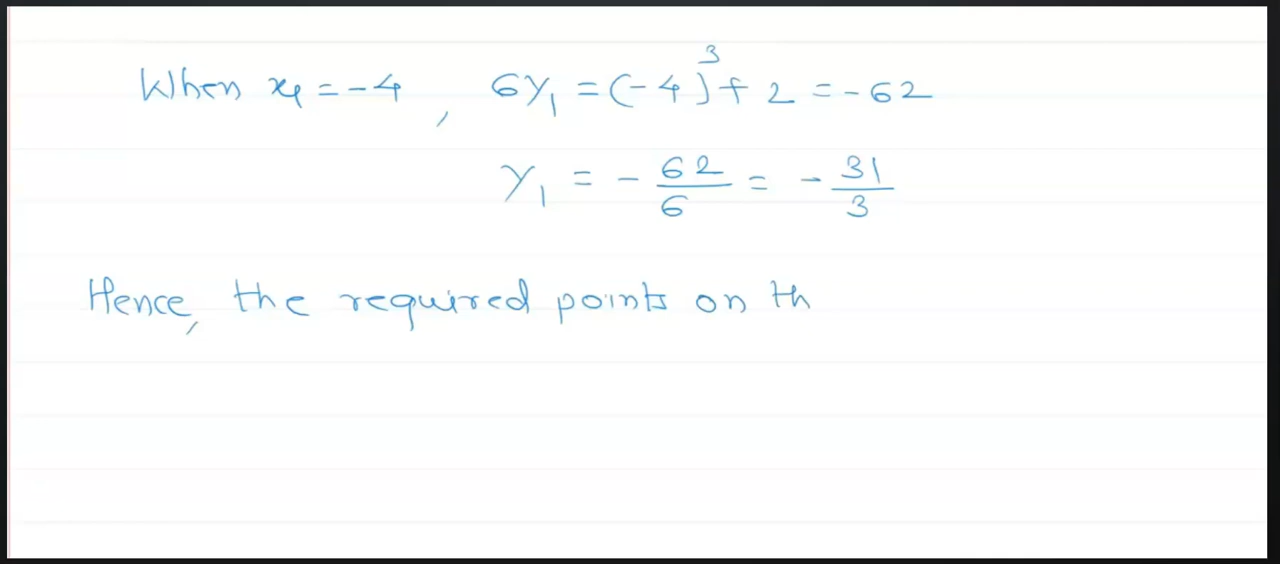 When x₁ = -4, 6y₁ = (-4)³ + 2 = -62
y₁ = - 62/6 = - 31/3
Hence, the required points on th